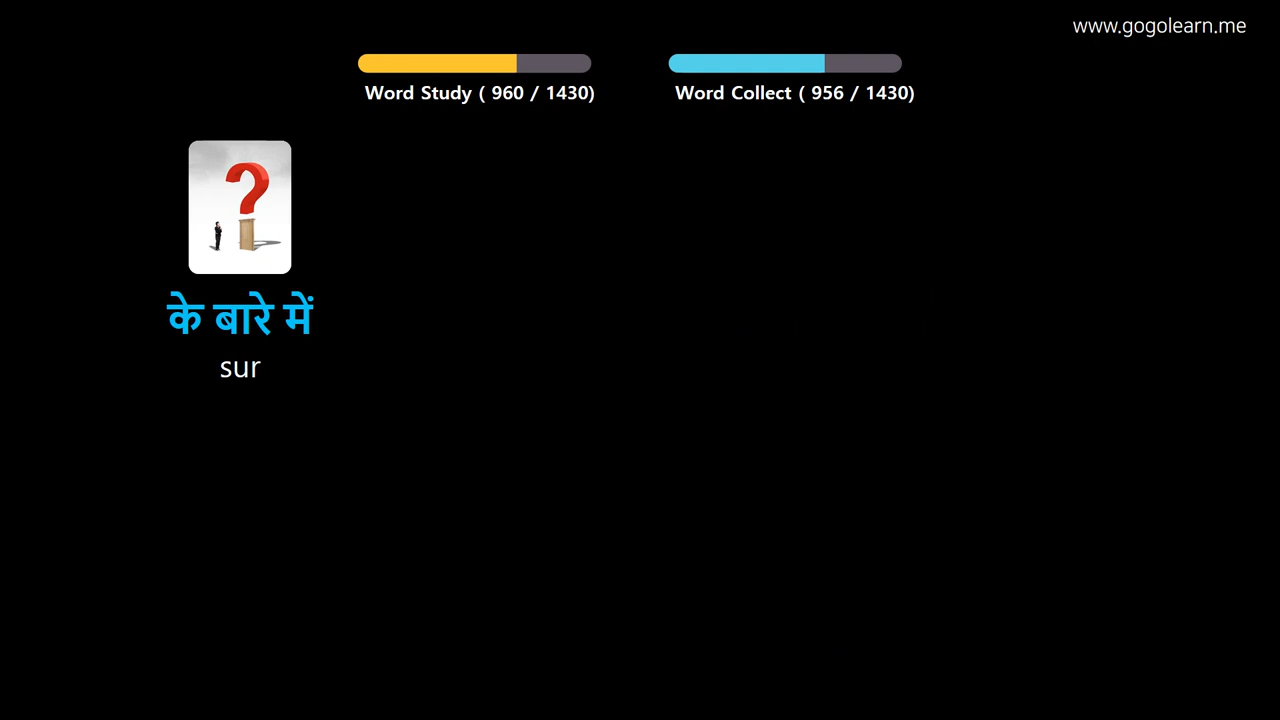 www.gogolearn.me
Word Study ( 960 / 1430)
Word Collect ( 956 / 1430)
के बारे में
sur